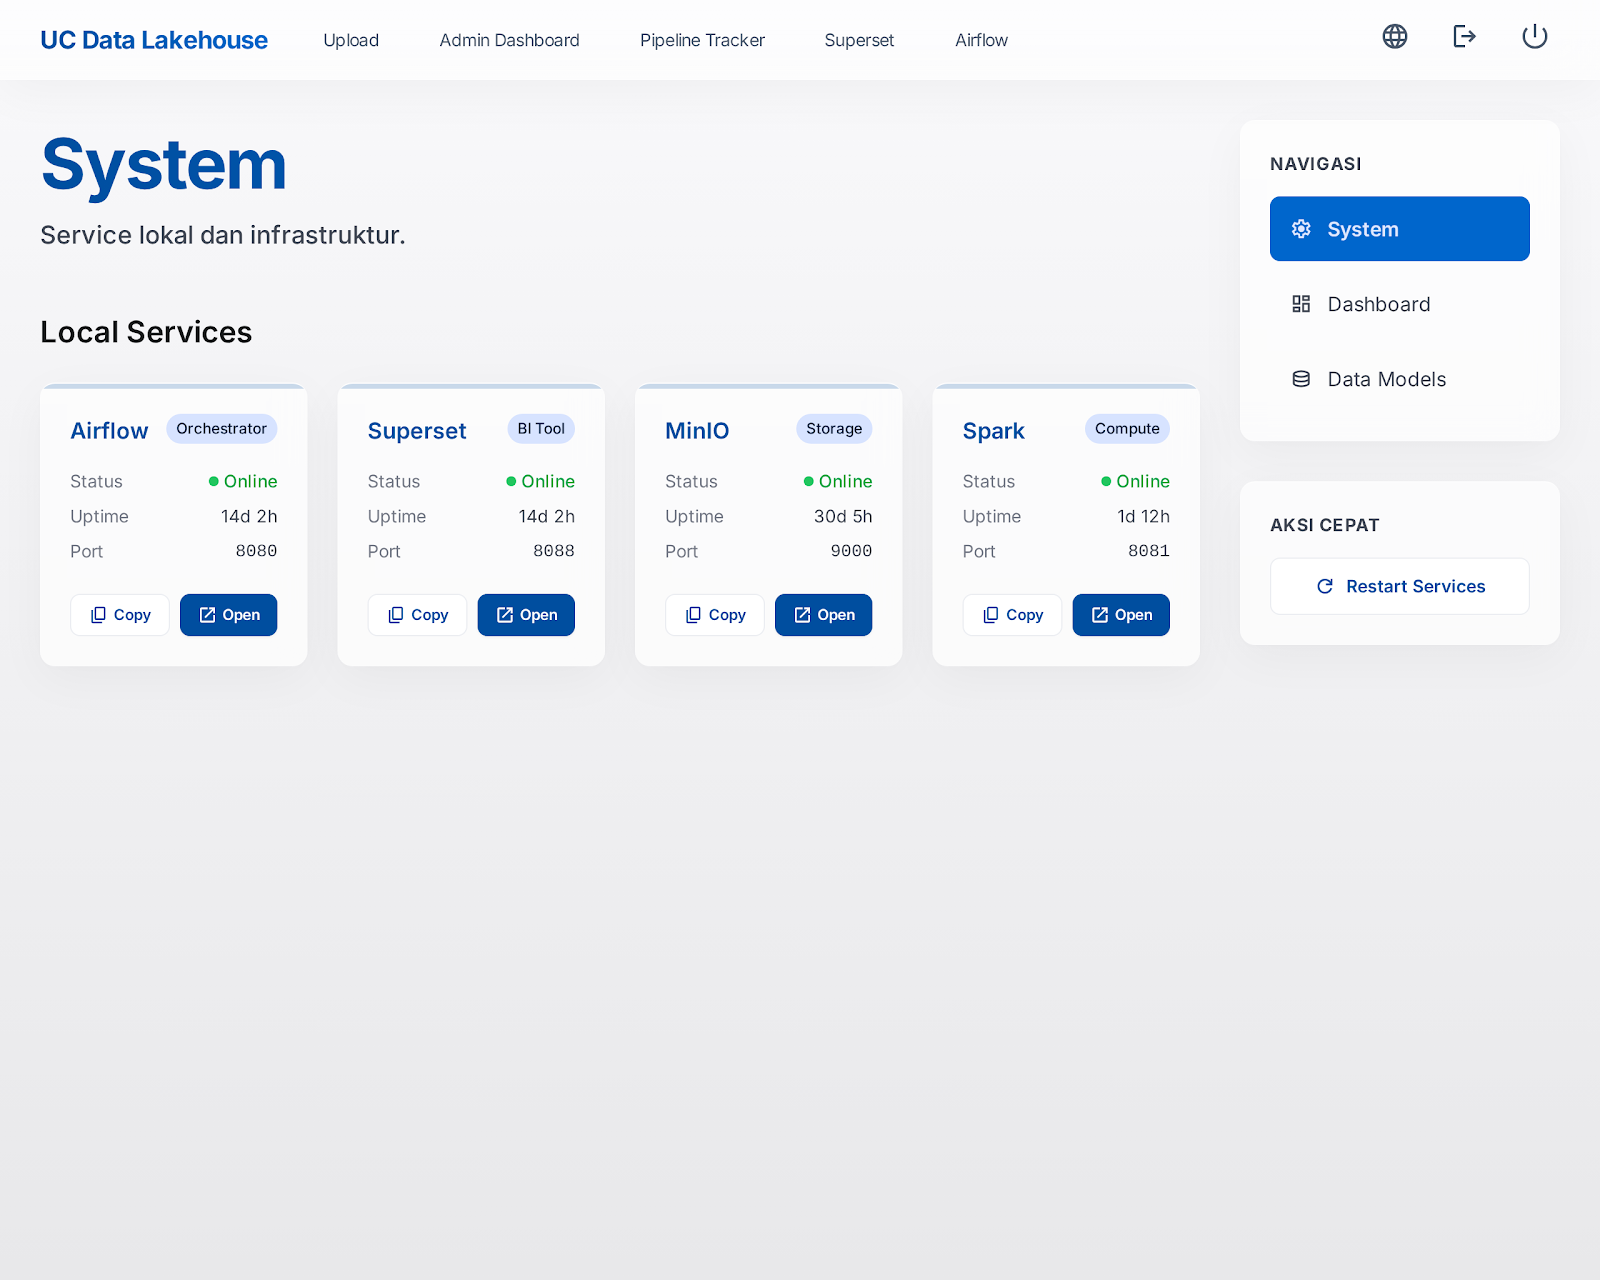 UC Data Lakehouse
Upload
Admin Dashboard
Pipeline Tracker
Superset
Airflow
System
Service lokal dan infrastruktur.
Local Services
Airflow
Orchestrator
Status
Online
Uptime
14d 2h
Port
8080
Copy
Open
Superset
BI Tool
Status
Online
Uptime
14d 2h
Port
8088
Copy
Open
MinIO
Storage
Status
Online
Uptime
30d 5h
Port
9000
Copy
Open
Spark
Compute
Status
Online
Uptime
1d 12h
Port
8081
Copy
Open
NAVIGASI
System
Dashboard
Data Models
AKSI CEPAT
Restart Services